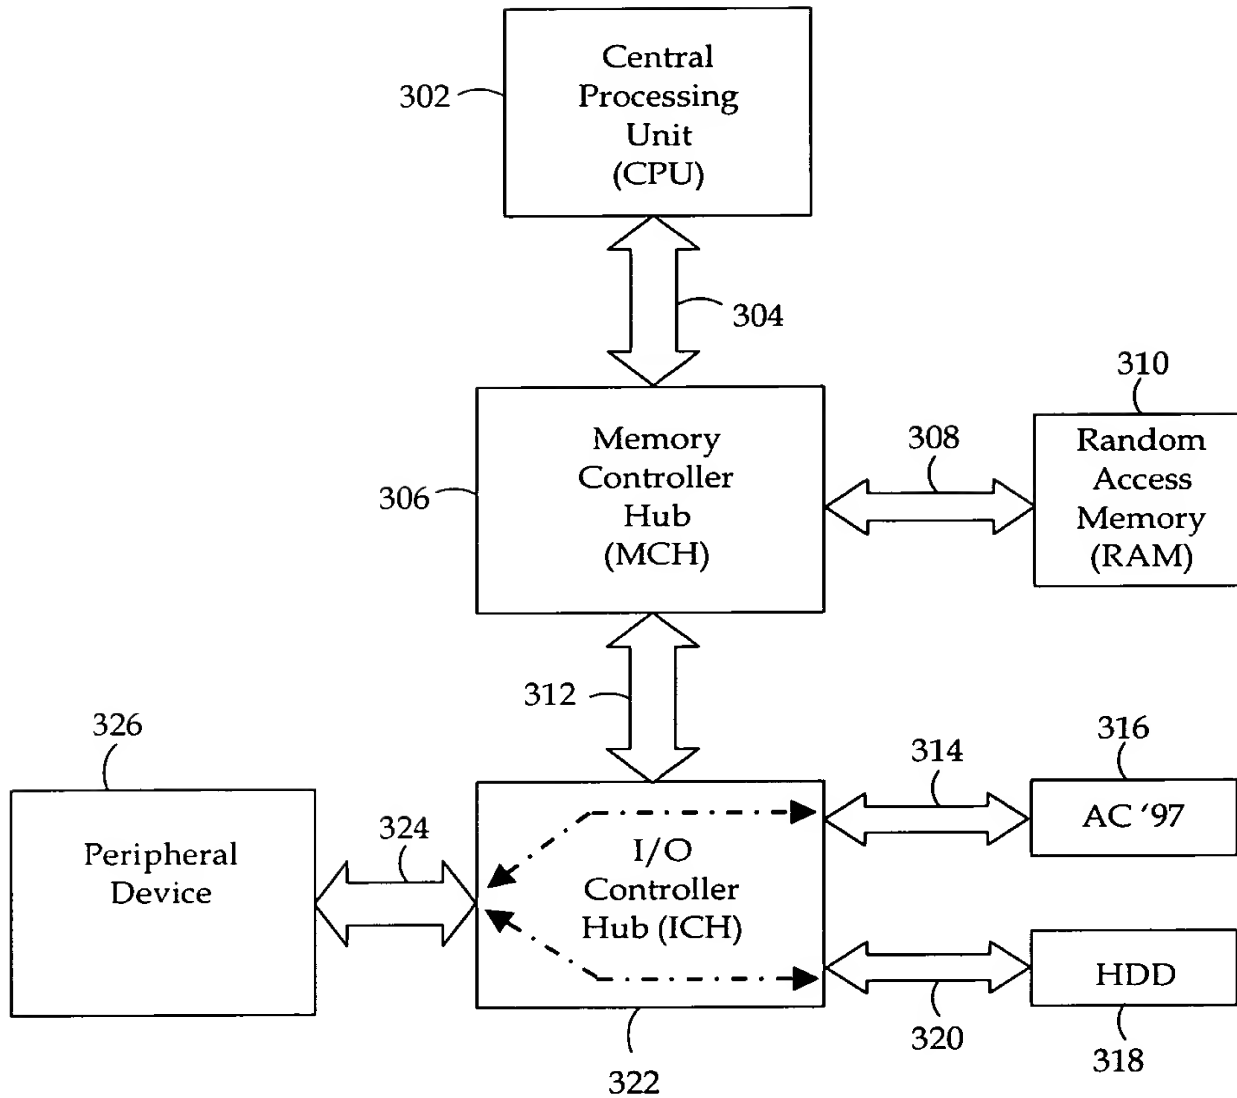 Central
Processing
Unit
(CPU)
302
304
310
Memory
Controller
Hub
(MCH)
306
308
Random
Access
Memory
(RAM)
312
326
314
316
Peripheral
Device
324
I/O
Controller
Hub (ICH)
AC '97
HDD
322
320
318